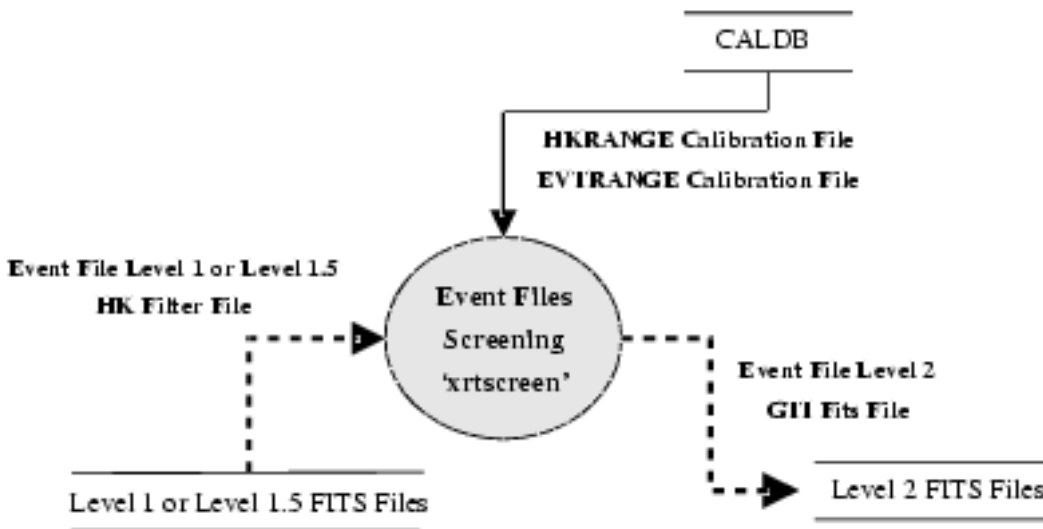 CALDB
HKRANGE Calibration File
EVTRANGE Calibration File
Event File Level 1 or Level 1.5
HK Filter File
Event Files
Screening
‘xrtscreen’
Event File Level 2
GTI Fits File
Level 1 or Level 1.5 FITS Files
Level 2 FITS Files